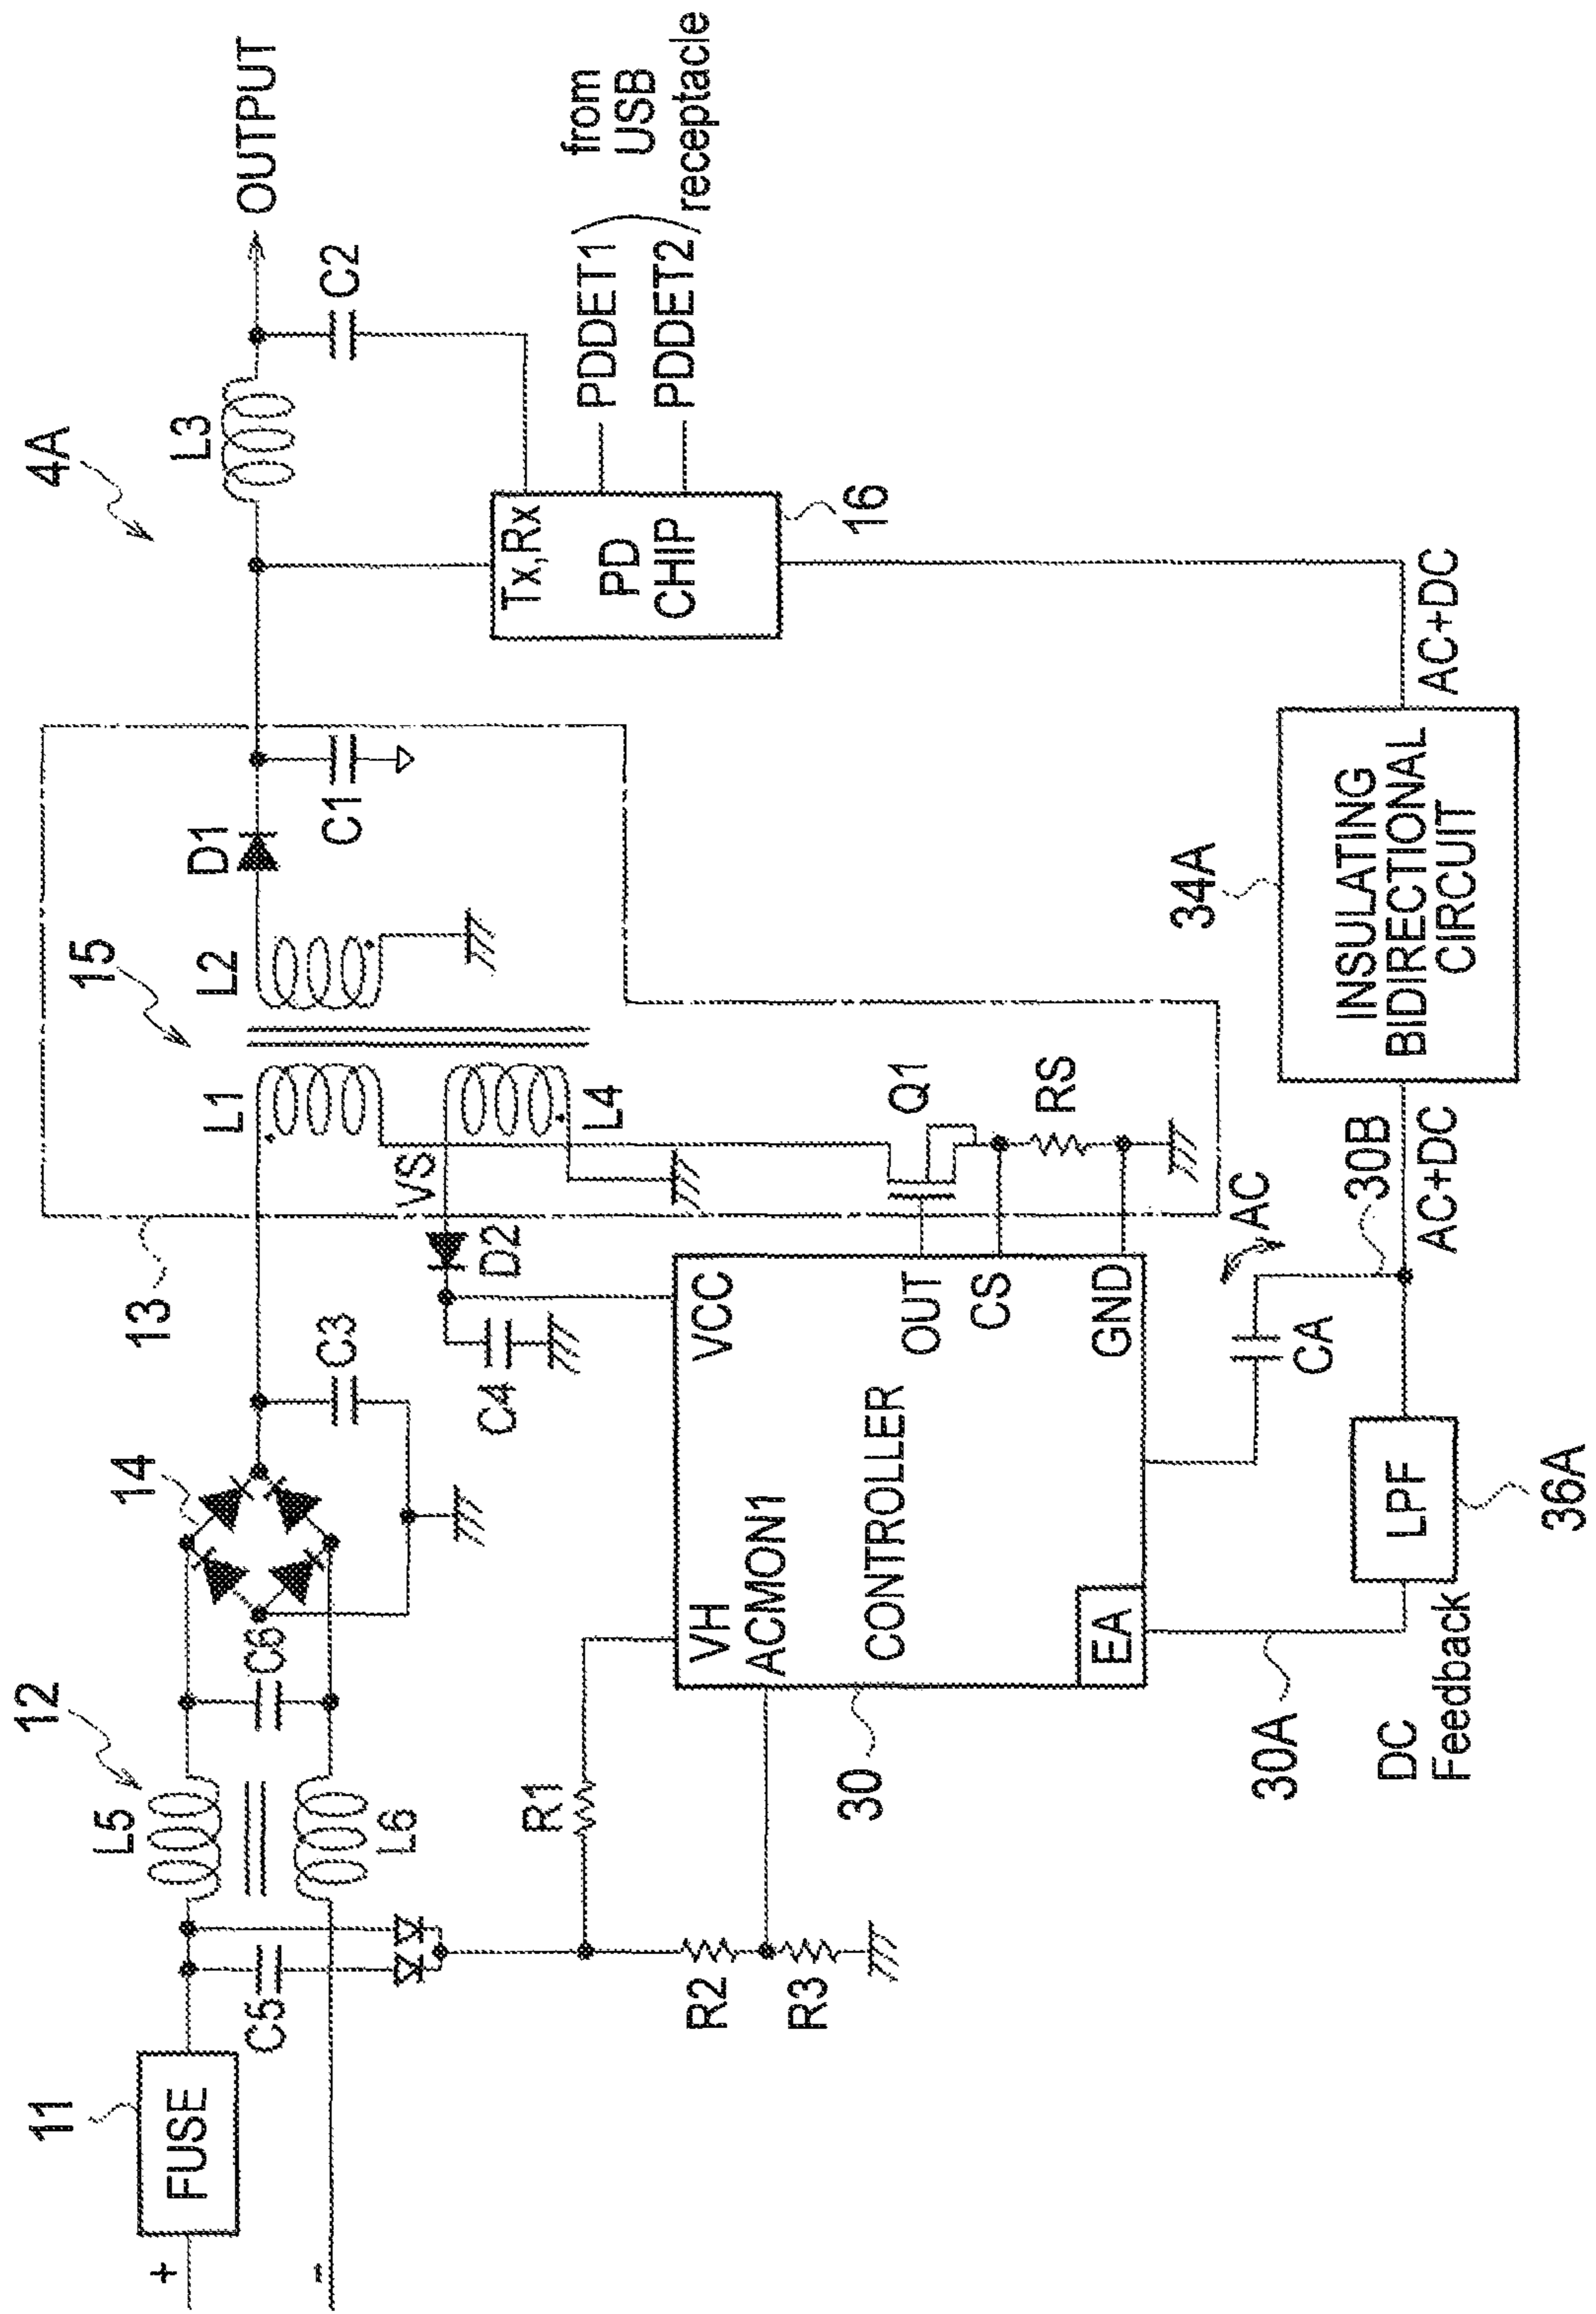 4A
11
FUSE
+
-
12
L5
L6
C5
C6
14
C3
13
15
L1
L2
D1
C1
L3
C2
OUTPUT
VS
L4
D2
C4
Q1
RS
R1
R2
R3
VH
ACMON1
VCC
OUT
CS
GND
CONTROLLER
EA
30
Tx,Rx
PD
CHIP
16
PDDET1
PDDET2
from
USB
receptacle
30A
DC
Feedback
LPF
36A
CA
AC
30B
AC+DC
34A
INSULATING
BIDIRECTIONAL
CIRCUIT
AC+DC